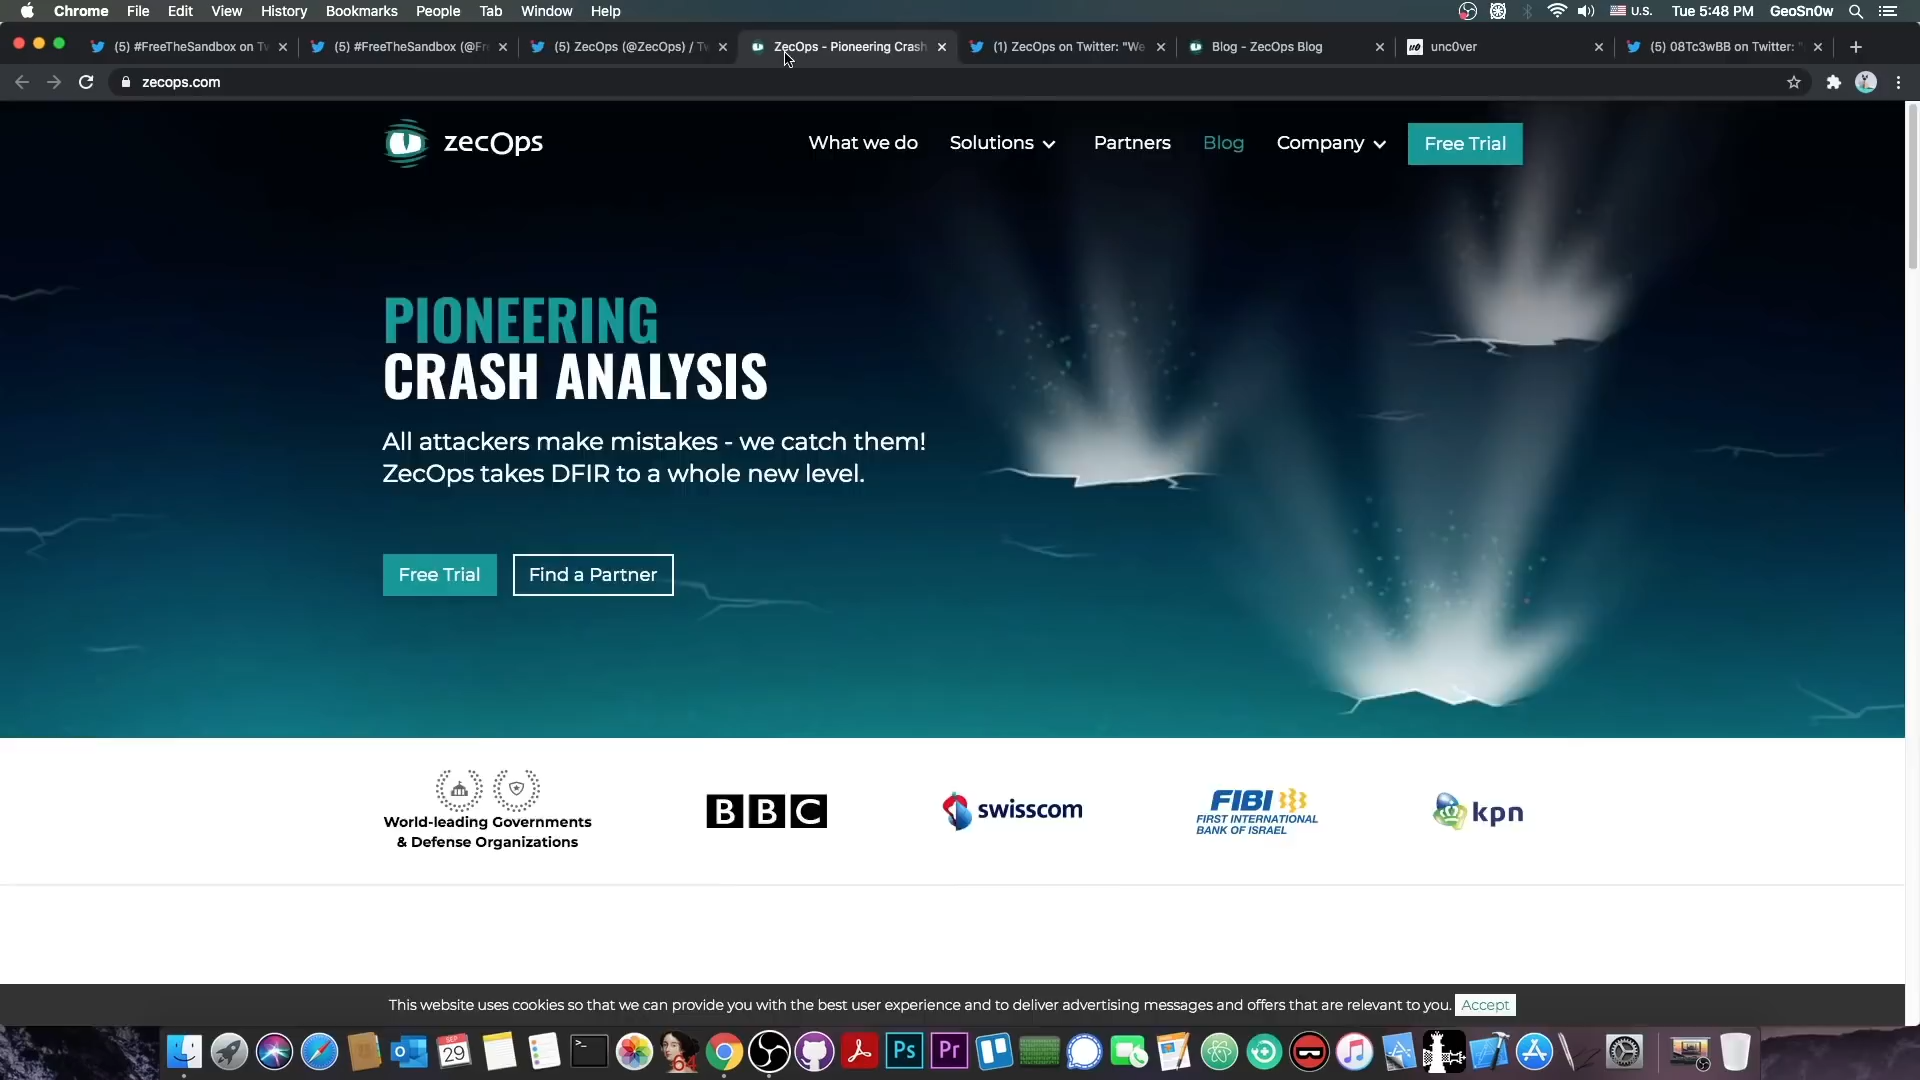 Chrome File Edit View History Bookmarks People Tab Window Help U.S. Tue 5:48 PM GeoSn0w
(5) #FreeTheSandbox on Tw (5) #FreeTheSandbox (@Fre (5) ZecOps (@ZecOps) / Tw ZecOps - Pioneering Crash (1) ZecOps on Twitter: "We Blog - ZecOps Blog unc0ver (5) 08Tc3wBB on Twitter: "
zecops.com
zecOps What we do Solutions Partners Blog Company Free Trial
PIONEERING
CRASH ANALYSIS
All attackers make mistakes - we catch them!
ZecOps takes DFIR to a whole new level.
Free Trial Find a Partner
World-leading Governments
& Defense Organizations
BBC
swisscom
FIBI
FIRST INTERNATIONAL
BANK OF ISRAEL
kpn
This website uses cookies so that we can provide you with the best user experience and to deliver advertising messages and offers that are relevant to you. Accept
SEP
29
64
Ps Pr